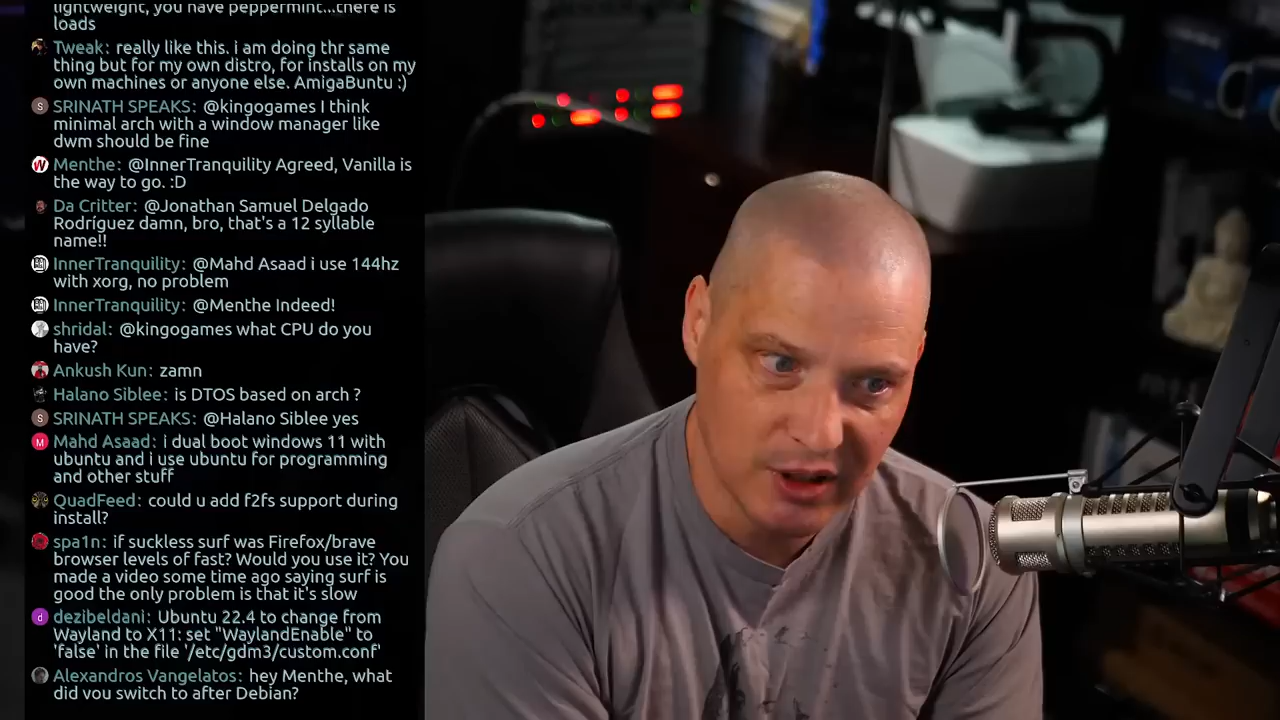 lightweight, you have peppermint...there is
loads
Tweak: really like this. i am doing thr same
thing but for my own distro, for installs on my
own machines or anyone else. AmigaBuntu :)
SRINATH SPEAKS: @kingogames I think
minimal arch with a window manager like
dwm should be fine
Menthe: @InnerTranquility Agreed, Vanilla is
the way to go. :D
Da Critter: @Jonathan Samuel Delgado
Rodríguez damn, bro, that's a 12 syllable
name!!
InnerTranquility: @Mahd Asaad i use 144hz
with xorg, no problem
InnerTranquility: @Menthe Indeed!
shridal: @kingogames what CPU do you
have?
Ankush Kun: zamn
Halano Siblee: is DTOS based on arch ?
SRINATH SPEAKS: @Halano Siblee yes
Mahd Asaad: i dual boot windows 11 with
ubuntu and i use ubuntu for programming
and other stuff
QuadFeed: could u add f2fs support during
install?
spa1n: if suckless surf was Firefox/brave
browser levels of fast? Would you use it? You
made a video some time ago saying surf is
good the only problem is that it's slow
dezibeldani: Ubuntu 22.4 to change from
Wayland to X11: set "WaylandEnable" to
'false' in the file '/etc/gdm3/custom.conf'
Alexandros Vangelatos: hey Menthe, what
did you switch to after Debian?